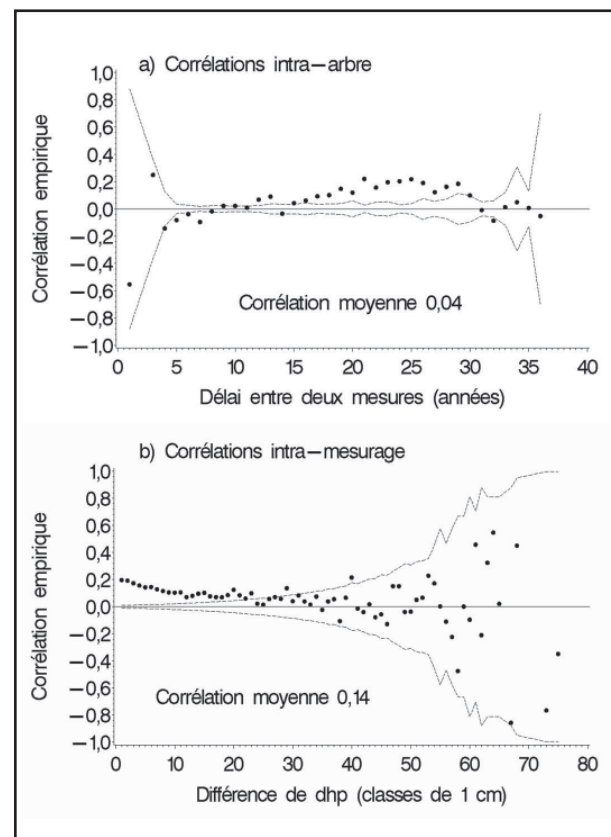 a) Corrélations intra-arbre
Corrélation empirique
1,0
0,8
0,6
0,4
0,2
0,0
-0,2
-0,4
-0,6
-0,8
-1,0
Corrélation moyenne 0,04
0 5 10 15 20 25 30 35 40
Délai entre deux mesures (années)
b) Corrélations intra-mesurage
Corrélation empirique
1,0
0,8
0,6
0,4
0,2
0,0
-0,2
-0,4
-0,6
-0,8
-1,0
Corrélation moyenne 0,14
0 10 20 30 40 50 60 70 80
Différence de dhp (classes de 1 cm)